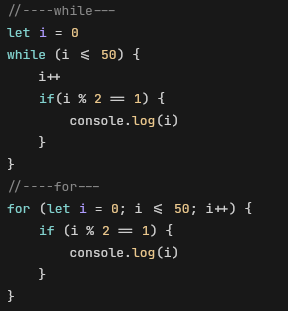 //----while---
let i = 0
while (i <= 50) {
    i++
    if(i % 2 == 1) {
        console.log(i)
    }
}
//----for---
for (let i = 0; i <= 50; i++) {
    if (i % 2 == 1) {
        console.log(i)
    }
}